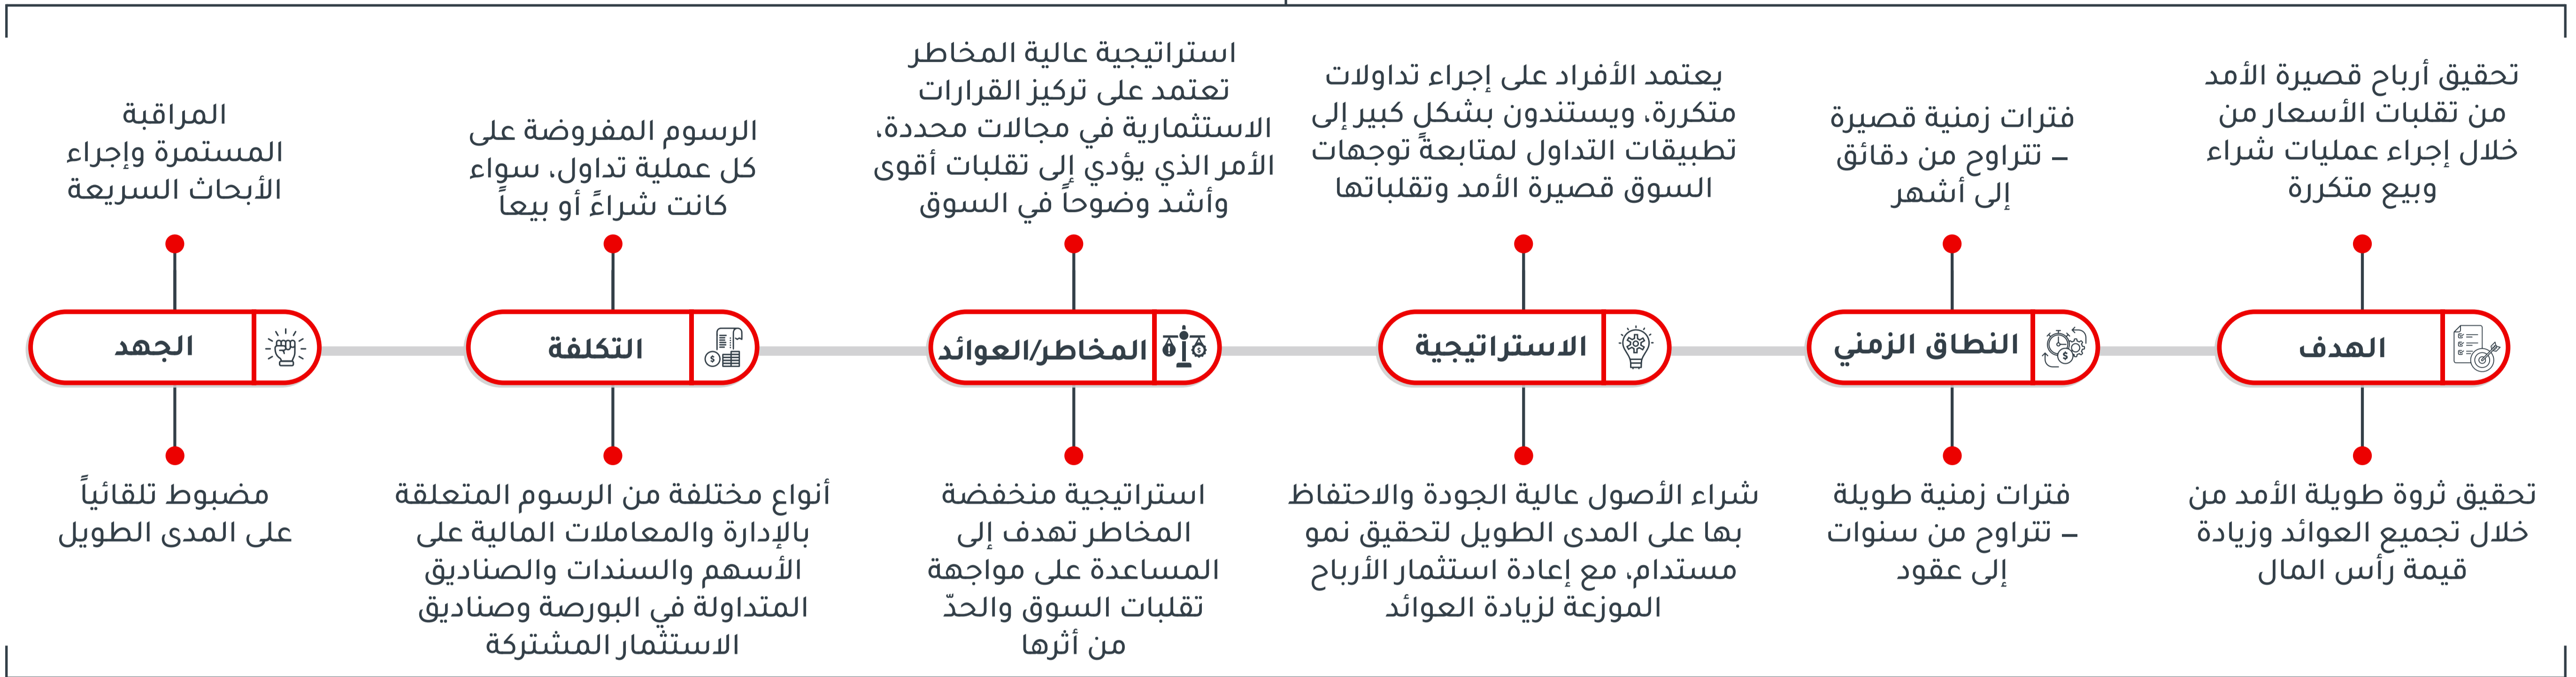 تحقيق أرباح قصيرة الأمد
من تقلبات الأسعار من
خلال إجراء عمليات شراء
وبيع متكررة
فترات زمنية قصيرة
– تتراوح من دقائق
إلى أشهر
يعتمد الأفراد على إجراء تداولات
متكررة، ويستندون بشكل كبير إلى
تطبيقات التداول لمتابعة توجهات
السوق قصيرة الأمد وتقلباتها
استراتيجية عالية المخاطر
تعتمد على تركيز القرارات
الاستثمارية في مجالات محددة،
الأمر الذي يؤدي إلى تقلبات أقوى
وأشد وضوحاً في السوق
الرسوم المفروضة على
كل عملية تداول، سواء
كانت شراءً أو بيعاً
المراقبة
المستمرة وإجراء
الأبحاث السريعة
الهدف
النطاق الزمني
الاستراتيجية
المخاطر/العوائد
التكلفة
الجهد
تحقيق ثروة طويلة الأمد من
خلال تجميع العوائد وزيادة
قيمة رأس المال
فترات زمنية طويلة
– تتراوح من سنوات
إلى عقود
شراء الأصول عالية الجودة والاحتفاظ
بها على المدى الطويل لتحقيق نمو
مستدام، مع إعادة استثمار الأرباح
الموزعة لزيادة العوائد
استراتيجية منخفضة
المخاطر تهدف إلى
المساعدة على مواجهة
تقلبات السوق والحدّ
من أثرها
أنواع مختلفة من الرسوم المتعلقة
بالإدارة والمعاملات المالية على
الأسهم والسندات والصناديق
المتداولة في البورصة وصناديق
الاستثمار المشتركة
مضبوط تلقائياً
على المدى الطويل